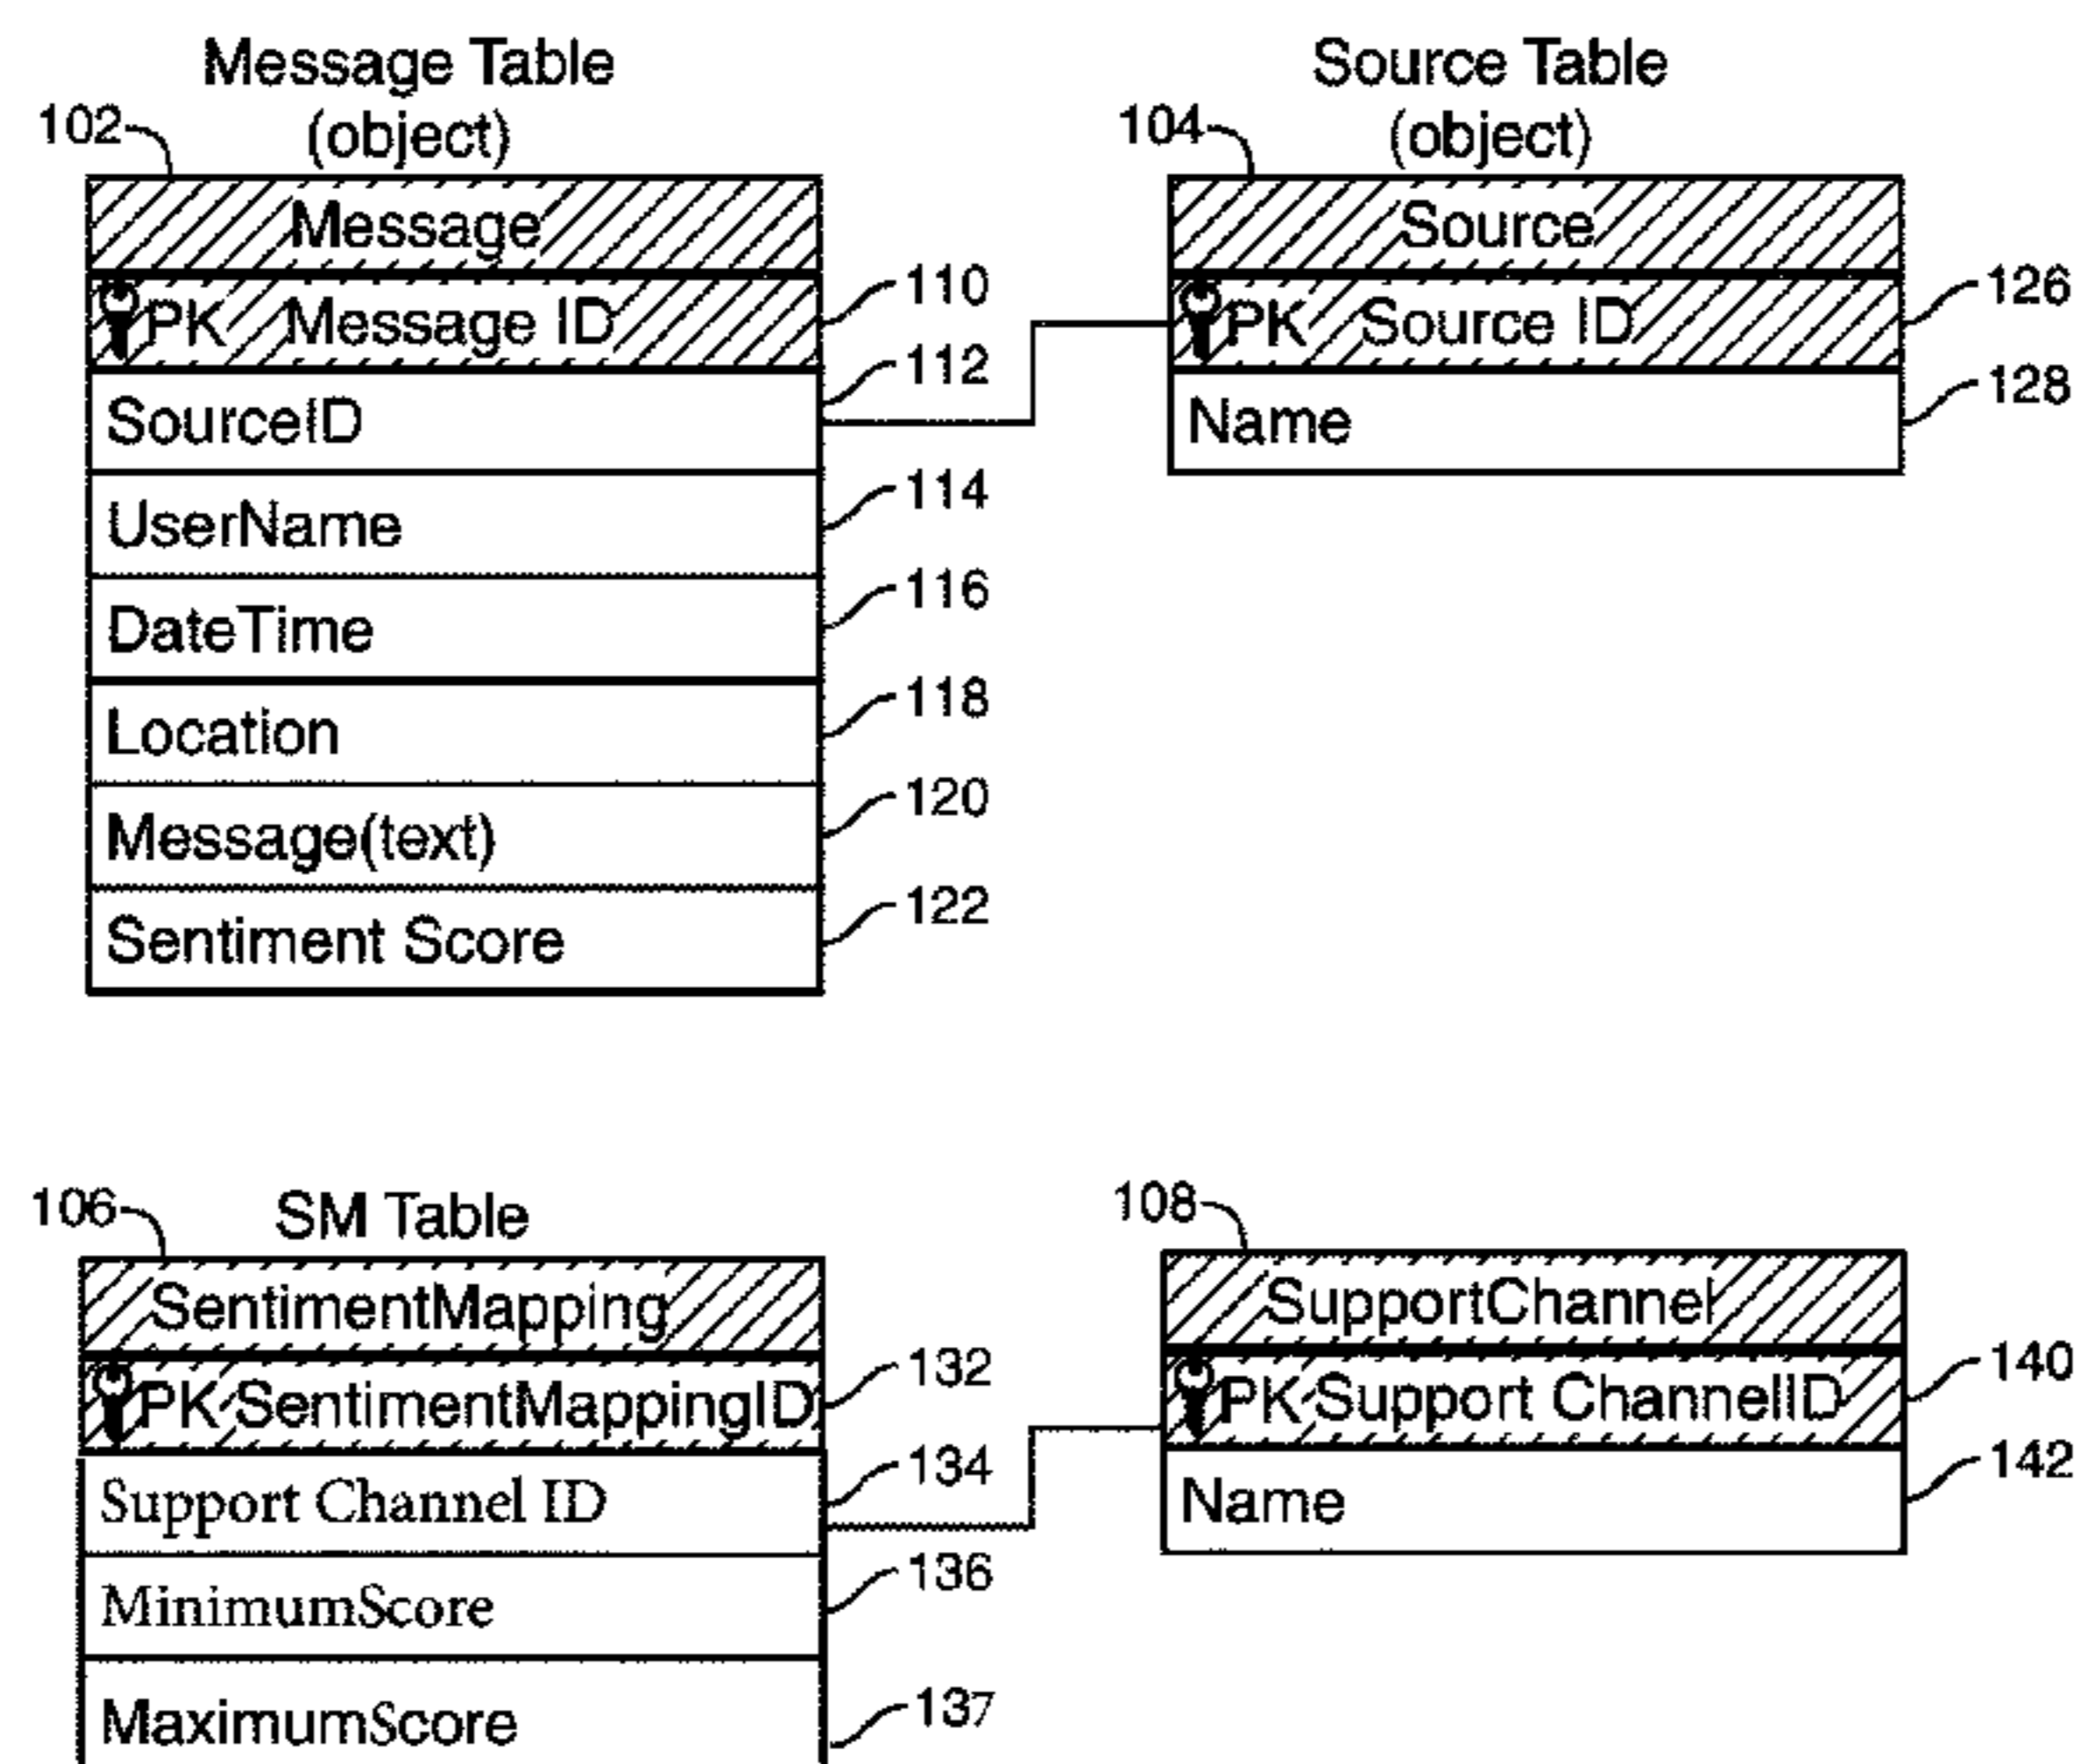 Message Table
(object)
102
Message
PK Message ID
110
SourceID
112
UserName
114
DateTime
116
Location
118
Message(text)
120
Sentiment Score
122
Source Table
(object)
104
Source
PK Source ID
126
Name
128
SM Table
106
SentimentMapping
PK SentimentMappingID
132
Support Channel ID
134
MinimumScore
136
MaximumScore
137
108
SupportChannel
PK Support ChannelID
140
Name
142